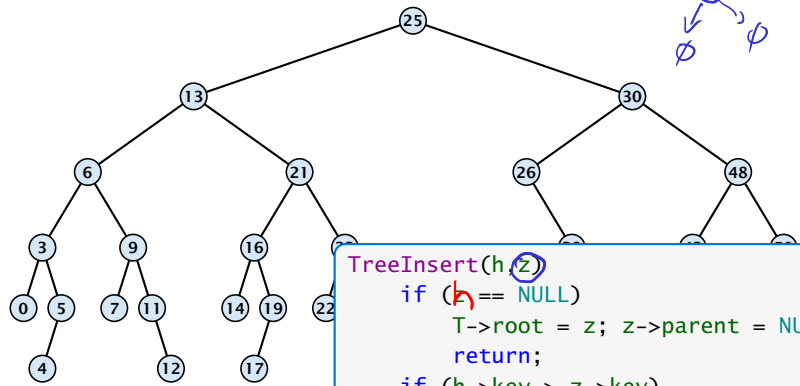 25
13 30
6 21 26 48
3 9 16
0 5 7 11 14 19 22
4 12 17
φ φ
TreeInsert(h,z)
if (h == NULL)
T->root = z; z->parent = NU
return;